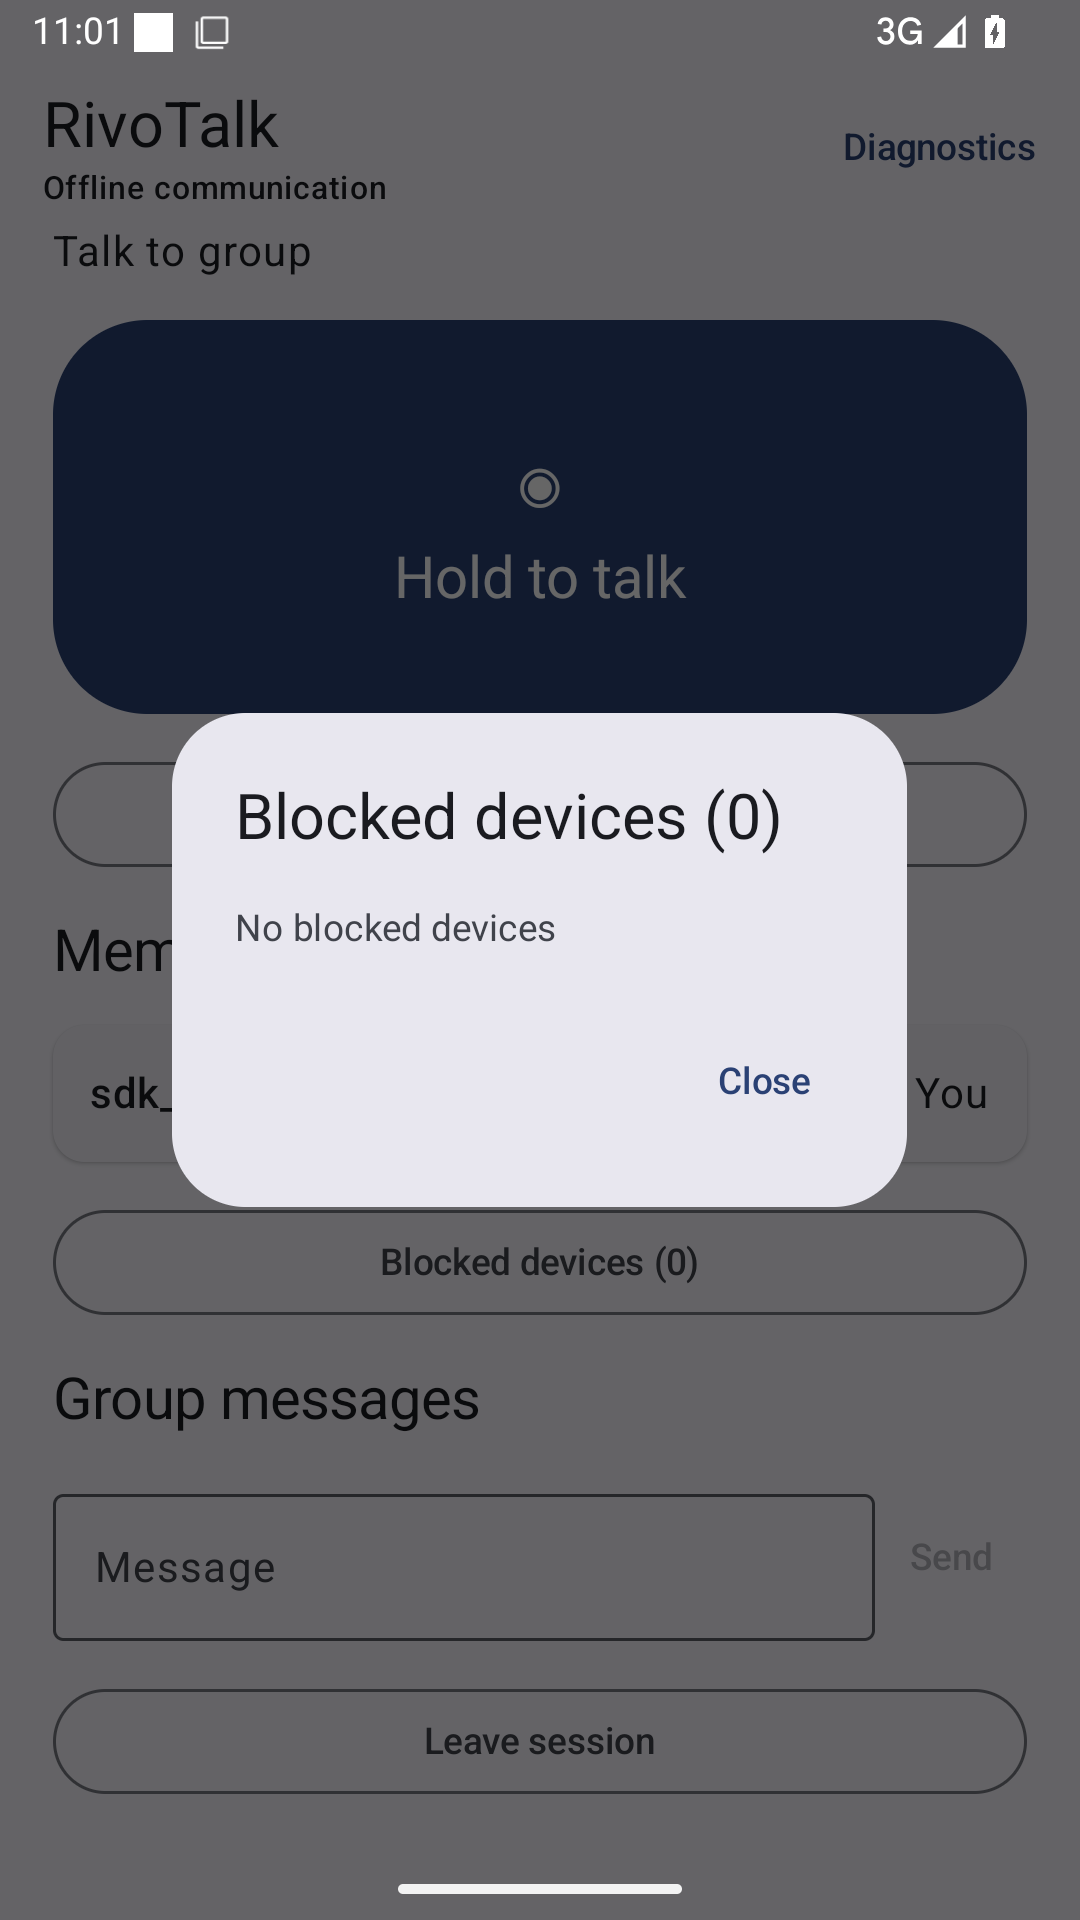 11:01
3G
RivoTalk
Diagnostics
Offline communication
Talk to group
Hold to talk
Blocked devices (0)
No blocked devices
Mem
Close
sdk_
You
Blocked devices (0)
Group messages
Message
Send
Leave session